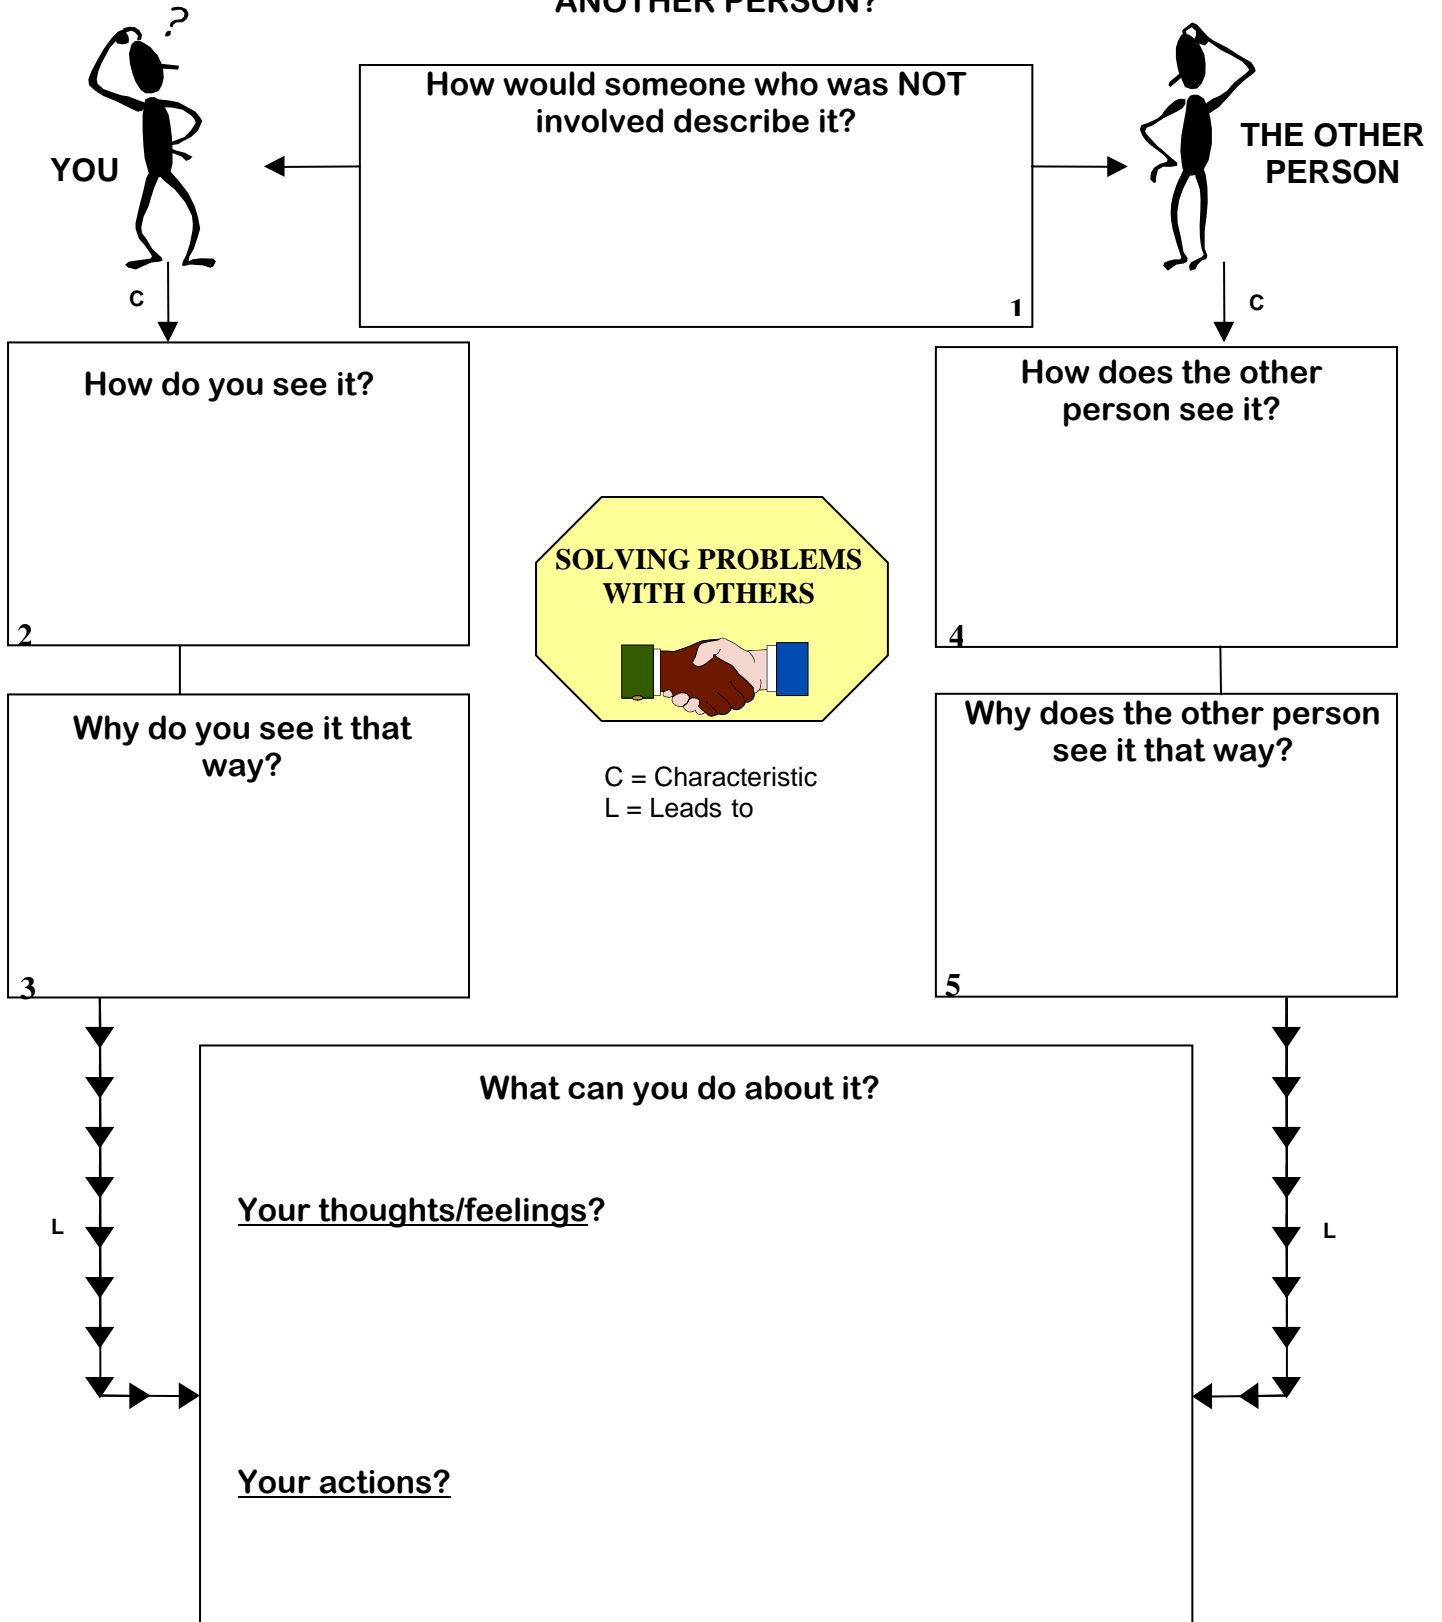 ANOTHER PERSON?
?
How would someone who was NOT
involved describe it?
1
YOU
THE OTHER
PERSON
C
C
How do you see it?
2
How does the other
person see it?
4
SOLVING PROBLEMS
WITH OTHERS
Why do you see it that
way?
3
Why does the other person
see it that way?
5
C = Characteristic
L = Leads to
L
L
What can you do about it?
Your thoughts/feelings?
Your actions?